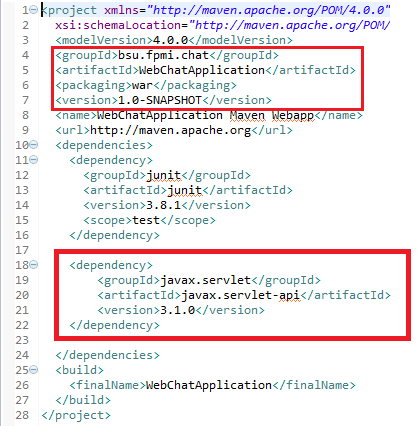 1 <project xmlns="http://maven.apache.org/POM/4.0.0"
2 xsi:schemaLocation="http://maven.apache.org/POM/
3 <modelVersion>4.0.0</modelVersion>
4 <groupId>bsu.fpmi.chat</groupId>
5 <artifactId>WebChatApplication</artifactId>
6 <packaging>war</packaging>
7 <version>1.0-SNAPSHOT</version>
8 <name>WebChatApplication Maven Webapp</name>
9 <url>http://maven.apache.org</url>
10 <dependencies>
11 <dependency>
12 <groupId>junit</groupId>
13 <artifactId>junit</artifactId>
14 <version>3.8.1</version>
15 <scope>test</scope>
16 </dependency>
17
18 <dependency>
19 <groupId>javax.servlet</groupId>
20 <artifactId>javax.servlet-api</artifactId>
21 <version>3.1.0</version>
22 </dependency>
23
24 </dependencies>
25 <build>
26 <finalName>WebChatApplication</finalName>
27 </build>
28 </project>